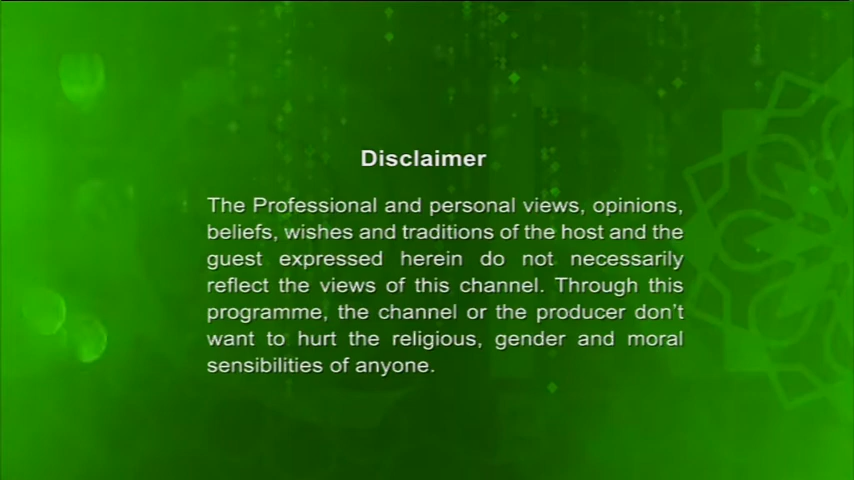 Disclaimer
The Professional and personal views, opinions,
beliefs, wishes and traditions of the host and the
guest expressed herein do not necessarily
reflect the views of this channel. Through this
programme, the channel or the producer don't
want to hurt the religious, gender and moral
sensibilities of anyone.